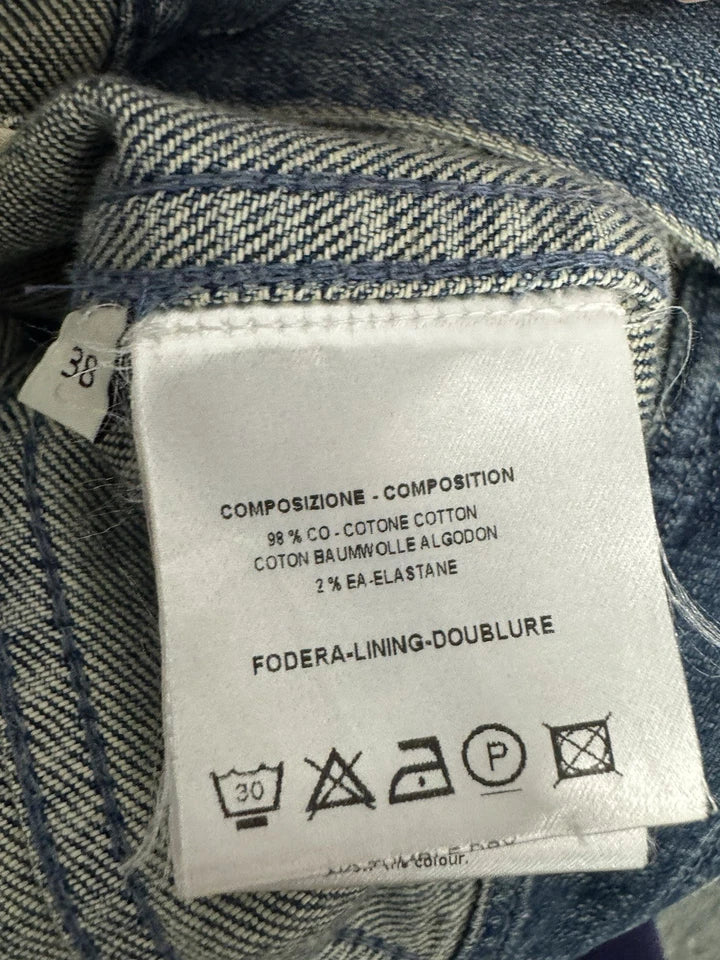 38
COMPOSIZIONE - COMPOSITION
98 % CO - COTONE COTTON
COTON BAUMWOLLE ALGODON
2 % EA-ELASTANE
FODERA-LINING-DOUBLURE
30
P
colour.